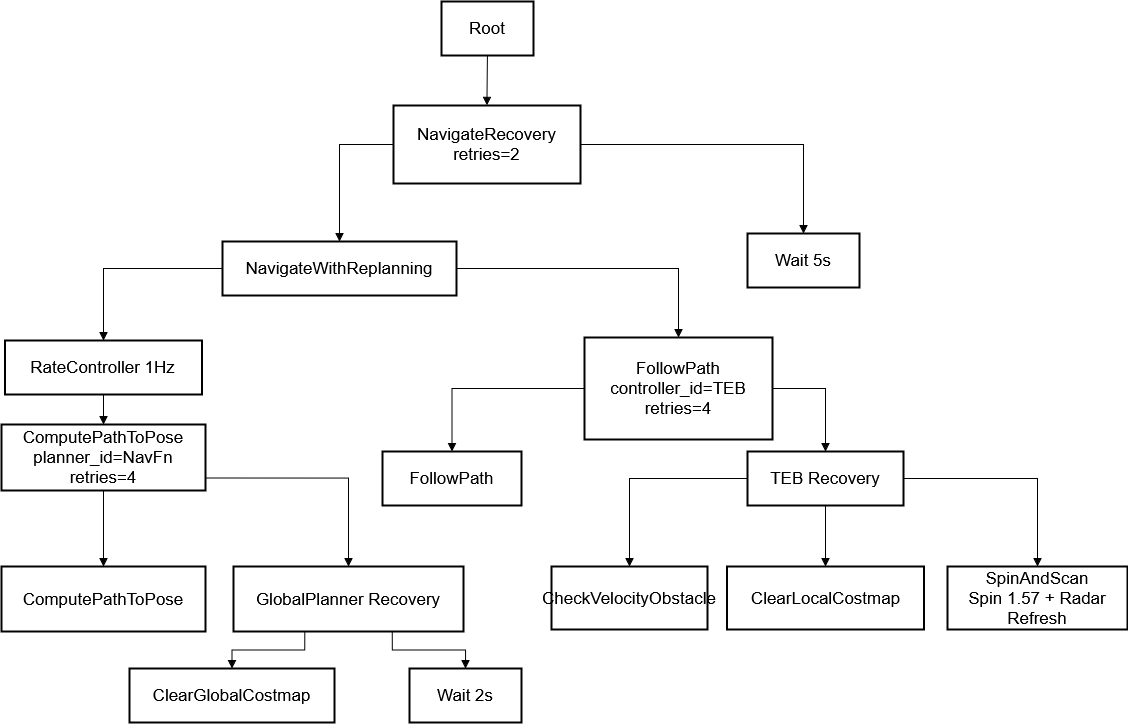 Root
NavigateRecovery
retries=2
NavigateWithReplanning
Wait 5s
RateController 1Hz
FollowPath
controller_id=TEB
retries=4
ComputePathToPose
planner_id=NavFn
retries=4
FollowPath
TEB Recovery
ComputePathToPose
GlobalPlanner Recovery
CheckVelocityObstacle
ClearLocalCostmap
SpinAndScan
Spin 1.57 + Radar
Refresh
ClearGlobalCostmap
Wait 2s